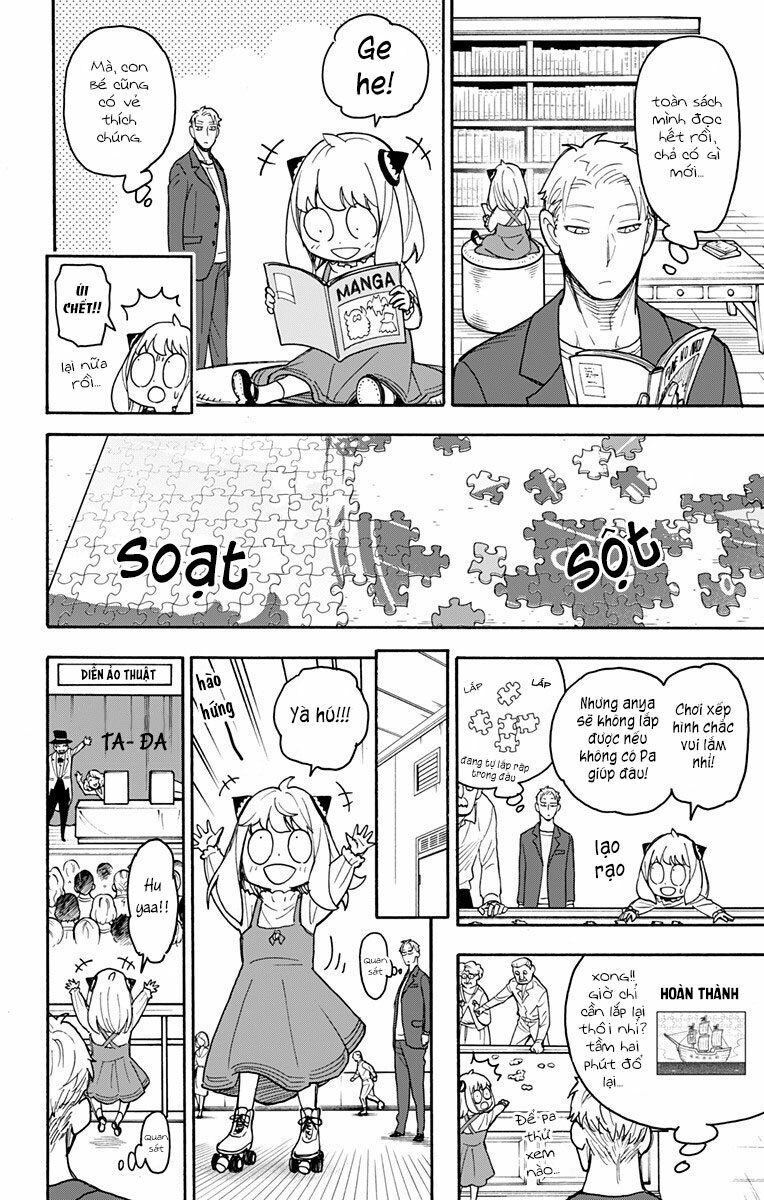 toàn sách
mình đọc
hết rồi,
chả có gì
mới...
Ge
he!
Mà, con
bé cũng
có vẻ
thích
chúng
MANGA
ÚI
CHẾT!!
lại nữa
rồi...
sột
soạt
Chơi xếp
hình chắc
vui lắm
nhỉ!
Nhưng anya
sẽ không lắp
được nếu
không có Pa
giúp đâu!
LẮP
LẮP
đang tự lắp ráp
trong đầu
lạo
rạo
HOÀN THÀNH
xong!!
Giờ chỉ
cần lắp lại
thôi nhỉ?
tầm hai
phút đổ
lại...
Để pa
thử
xem
nào...
Yà hú!!!
hào
hứng
quan
sát
DIỄN ẢO THUẬT
TA-ĐA
Hu
yaa!!
quan
sát